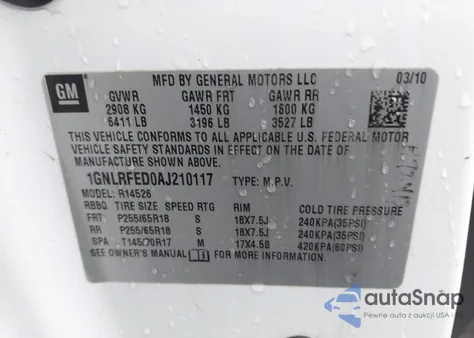 GM
MFD BY GENERAL MOTORS LLC 03/10
GVWR GAWR FRT GAWR RR
2908 KG 1450 KG 1600 KG
6411 LB 3196 LB 3527 LB
THIS VEHICLE CONFORMS TO ALL APPLICABLE U.S. FEDERAL MOTOR
VEHICLE SAFETY STANDARDS IN EFFECT ON THE DATE OF
MANUFACTURE SHOWN ABOVE.
1GNLRFED0AJ210117 TYPE: M.P.V.
MODEL: R14526
RBBQ TIRE SIZE SPEED RTG RIM COLD TIRE PRESSURE
FRT P255/65R18 S 18X7.5J 240KPA(35PSI)
RR P255/65R18 S 18X7.5J 240KPA(35PSI)
SPA T145/70R17 M 17X4.5B 420KPA(60PSI)
SEE OWNER'S MANUAL FOR MORE INFORMATION.
autoSnap
Pewne auta z aukcji USA